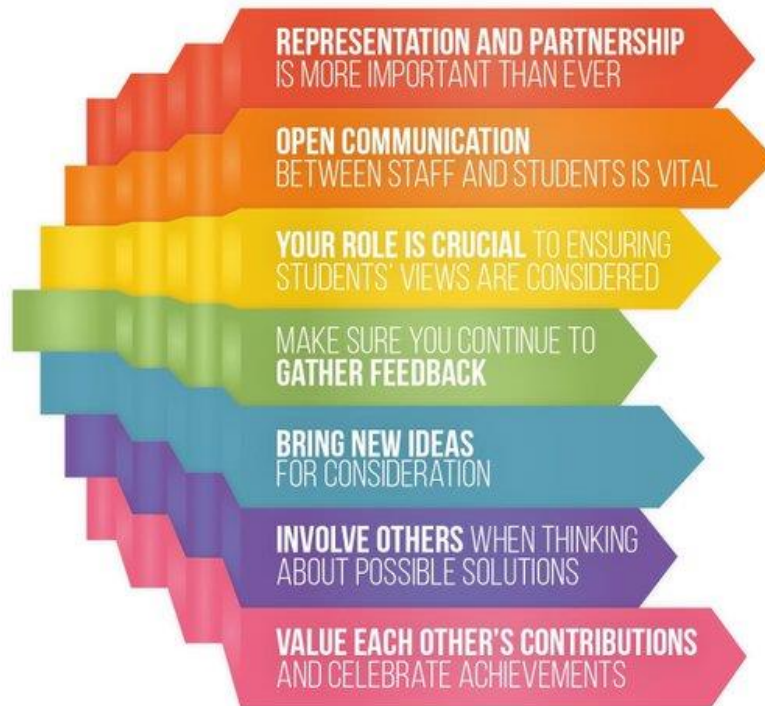 REPRESENTATION AND PARTNERSHIP
IS MORE IMPORTANT THAN EVER
OPEN COMMUNICATION
BETWEEN STAFF AND STUDENTS IS VITAL
YOUR ROLE IS CRUCIAL TO ENSURING
STUDENTS' VIEWS ARE CONSIDERED
MAKE SURE YOU CONTINUE TO
GATHER FEEDBACK
BRING NEW IDEAS
FOR CONSIDERATION
INVOLVE OTHERS WHEN THINKING
ABOUT POSSIBLE SOLUTIONS
VALUE EACH OTHER'S CONTRIBUTIONS
AND CELEBRATE ACHIEVEMENTS